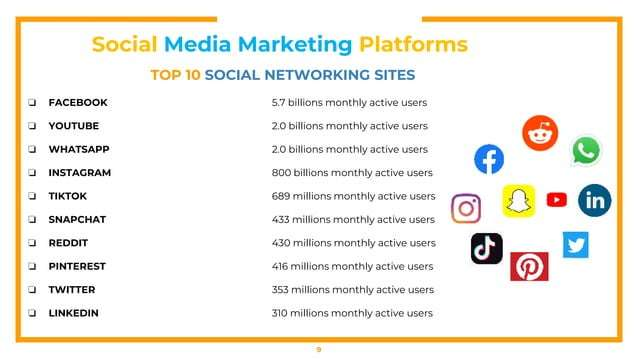 Social Media Marketing Platforms
TOP 10 SOCIAL NETWORKING SITES
❏ FACEBOOK 5.7 billions monthly active users
❏ YOUTUBE 2.0 billions monthly active users
❏ WHATSAPP 2.0 billions monthly active users
❏ INSTAGRAM 800 billions monthly active users
❏ TIKTOK 689 millions monthly active users
❏ SNAPCHAT 433 millions monthly active users
❏ REDDIT 430 millions monthly active users
❏ PINTEREST 416 millions monthly active users
❏ TWITTER 353 millions monthly active users
❏ LINKEDIN 310 millions monthly active users
in
9